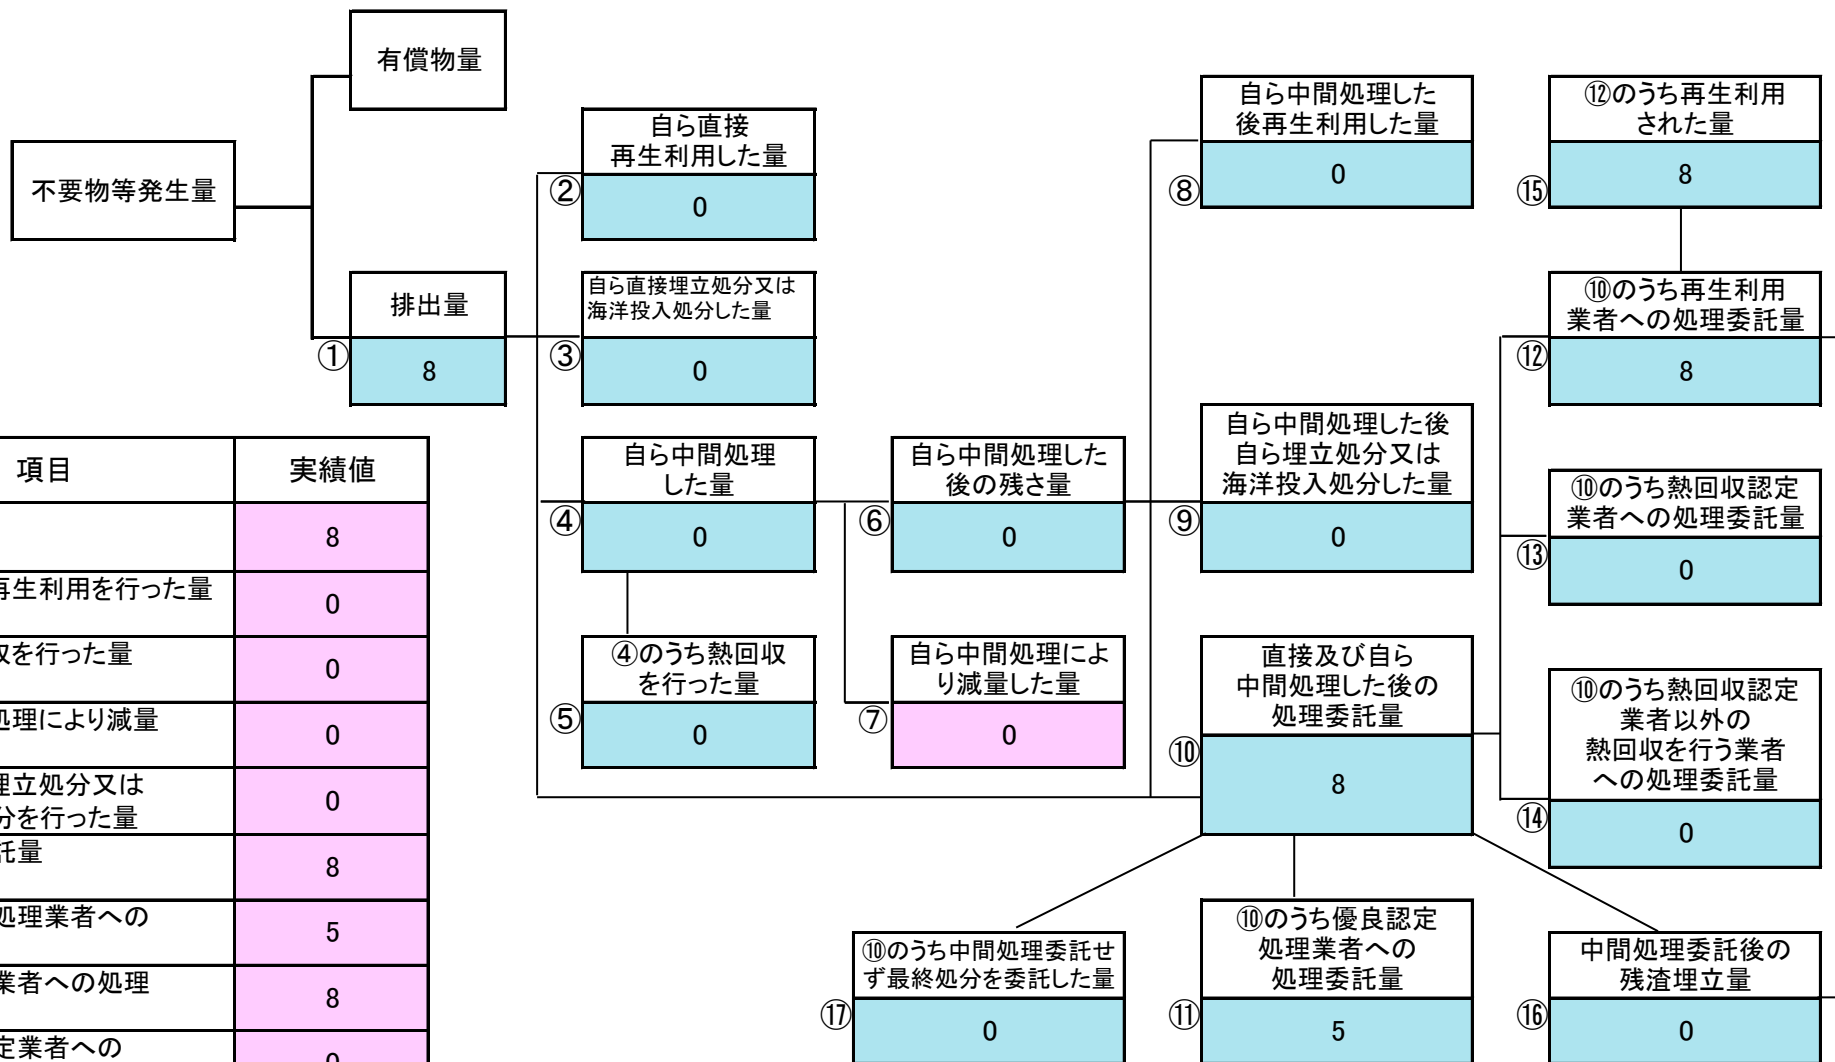 有償物量
不要物等発生量
排出量
①
8
自ら直接
再生利用した量
②
0
自ら直接埋立処分又は
海洋投入処分した量
③
0
自ら中間処理
した量
④
0
④のうち熱回収
を行った量
⑤
0
自ら中間処理した
後の残さ量
⑥
0
自ら中間処理によ
り減量した量
⑦
0
自ら中間処理した
後再生利用した量
⑧
0
自ら中間処理した後
自ら埋立処分又は
海洋投入処分した量
⑨
0
直接及び自ら
中間処理した後の
処理委託量
⑩
8
⑩のうち優良認定
処理業者への
処理委託量
⑪
5
⑫のうち再生利用
された量
⑮
8
⑩のうち再生利用
業者への処理委託量
⑫
8
⑩のうち熱回収認定
業者への処理委託量
⑬
0
⑩のうち熱回収認定
業者以外の
熱回収を行う業者
への処理委託量
⑭
0
中間処理委託後の
残渣埋立量
⑯
0
⑩のうち中間処理委託せ
ず最終処分を委託した量
⑰
0
項目 実績値
8
再生利用を行った量 0
を行った量 0
処理により減量 0
埋立処分又は
分を行った量 0
託量 8
処理業者への 5
業者への処理 8
定業者への 0